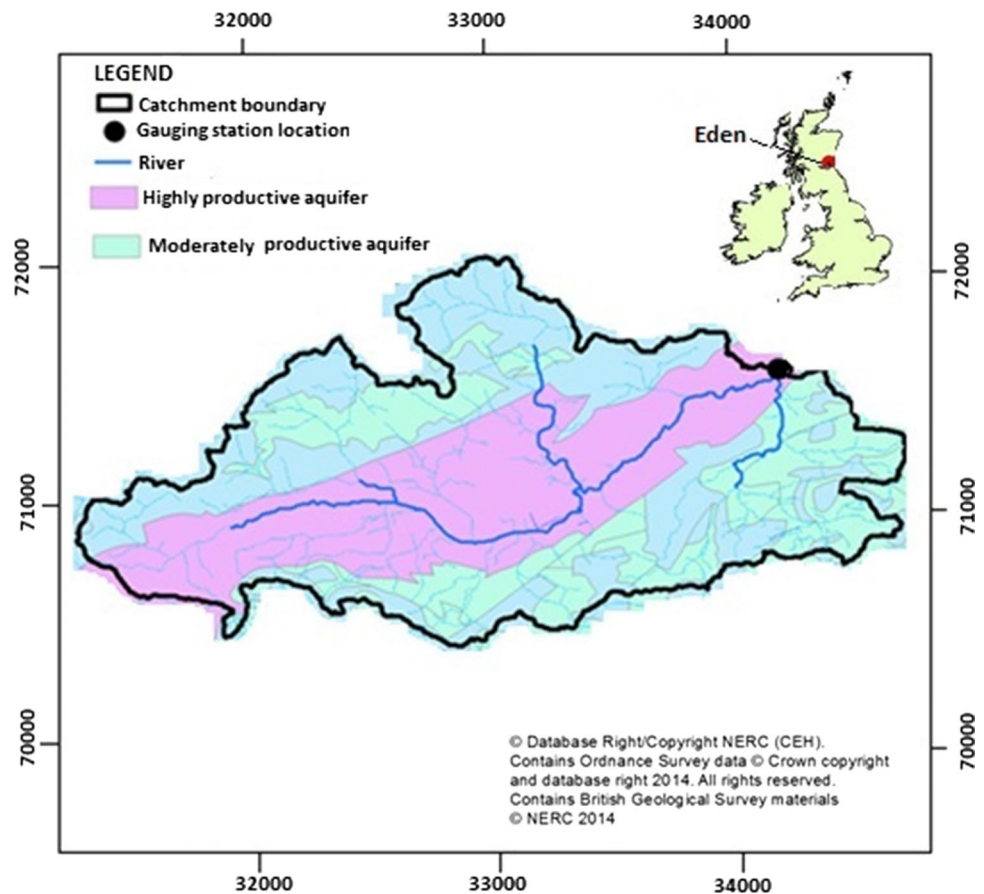 32000 33000 34000
LEGEND
Catchment boundary
Gauging station location
River
Highly productive aquifer
Moderately productive aquifer
Eden
72000
72000
71000
71000
70000
70000
© Database Right/Copyright NERC (CEH).
Contains Ordnance Survey data © Crown copyright
and database right 2014. All rights reserved.
Contains British Geological Survey materials
© NERC 2014
32000 33000 34000